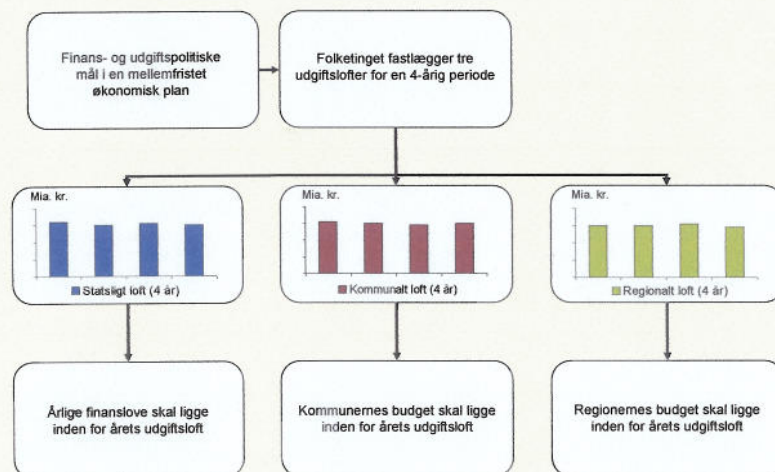 Finans- og udgiftspolitiske
mål i en mellemfristet
økonomisk plan
Folketinget fastlægger tre
udgiftslofter for en 4-årig periode
Mia. kr.
Statsligt loft (4 år)
Mia. kr.
Kommunalt loft (4 år)
Mia. kr.
Regionalt loft (4 år)
Årlige finanslove skal ligge
inden for årets udgiftsloft
Kommunernes budget skal ligge
inden for årets udgiftsloft
Regionernes budget skal ligge
inden for årets udgiftsloft